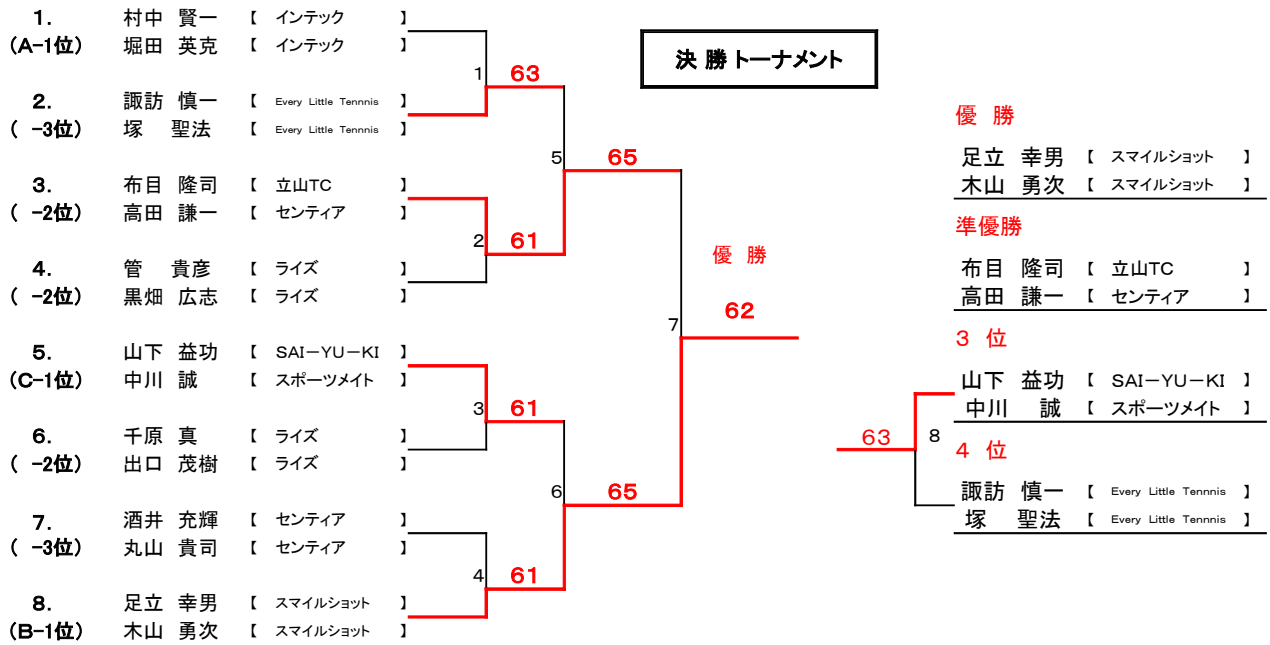 決 勝 トーナメント
1. 村中 賢一 【 インテック 】
(A-1位) 堀田 英克 【 インテック 】
2. 諏訪 慎一 【 Every Little Tennnis 】
( -3位) 塚 聖法 【 Every Little Tennnis 】
3. 布目 隆司 【 立山TC 】
( -2位) 高田 謙一 【 センティア 】
4. 管 貴彦 【 ライズ 】
( -2位) 黒畑 広志 【 ライズ 】
5. 山下 益功 【 SAI-YU-KI 】
(C-1位) 中川 誠 【 スポーツメイト 】
6. 千原 真 【 ライズ 】
( -2位) 出口 茂樹 【 ライズ 】
7. 酒井 充輝 【 センティア 】
( -3位) 丸山 貴司 【 センティア 】
8. 足立 幸男 【 スマイルショット 】
(B-1位) 木山 勇次 【 スマイルショット 】
1 63
2 61
3 61
4 61
5 65
6 65
優 勝
7 62
優 勝
足立 幸男 【 スマイルショット 】
木山 勇次 【 スマイルショット 】
準優勝
布目 隆司 【 立山TC 】
高田 謙一 【 センティア 】
3 位
山下 益功 【 SAI-YU-KI 】
中川 誠 【 スポーツメイト 】
63 8
4 位
諏訪 慎一 【 Every Little Tennnis 】
塚 聖法 【 Every Little Tennnis 】